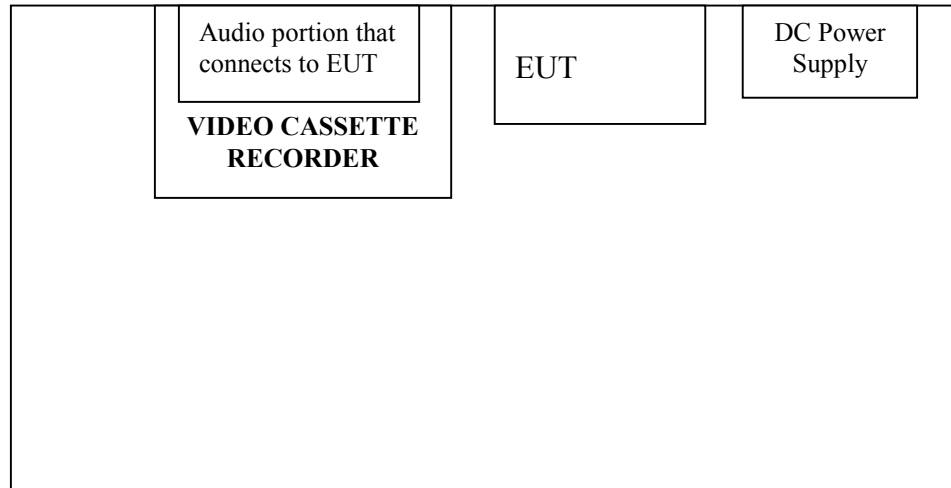 Audio portion that
connects to EUT
VIDEO CASSETTE
RECORDER
EUT
DC Power
Supply